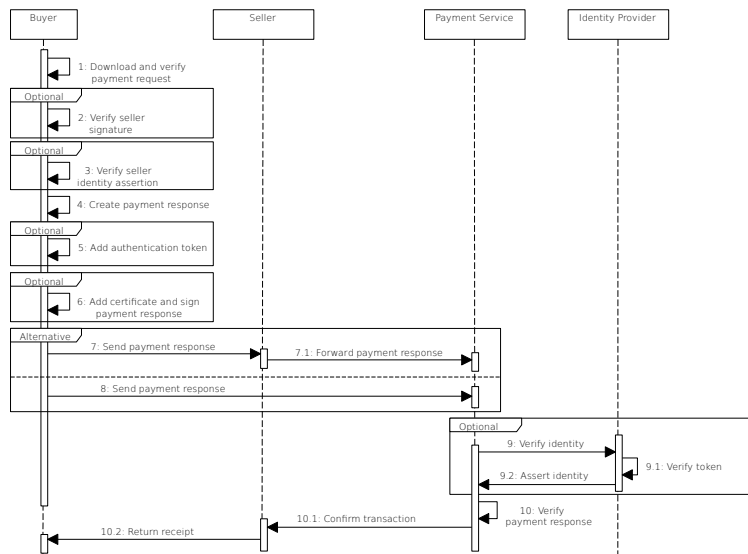 Buyer
Seller
Payment Service
Identity Provider
1: Download and verify
payment request
Optional
2: Verify seller
signature
Optional
3: Verify seller
identity assertion
4: Create payment response
Optional
5: Add authentication token
Optional
6: Add certificate and sign
payment response
Alternative
7: Send payment response
7.1: Forward payment response
8: Send payment response
Optional
9: Verify identity
9.1: Verify token
9.2: Assert identity
10: Verify
payment response
10.1: Confirm transaction
10.2: Return receipt